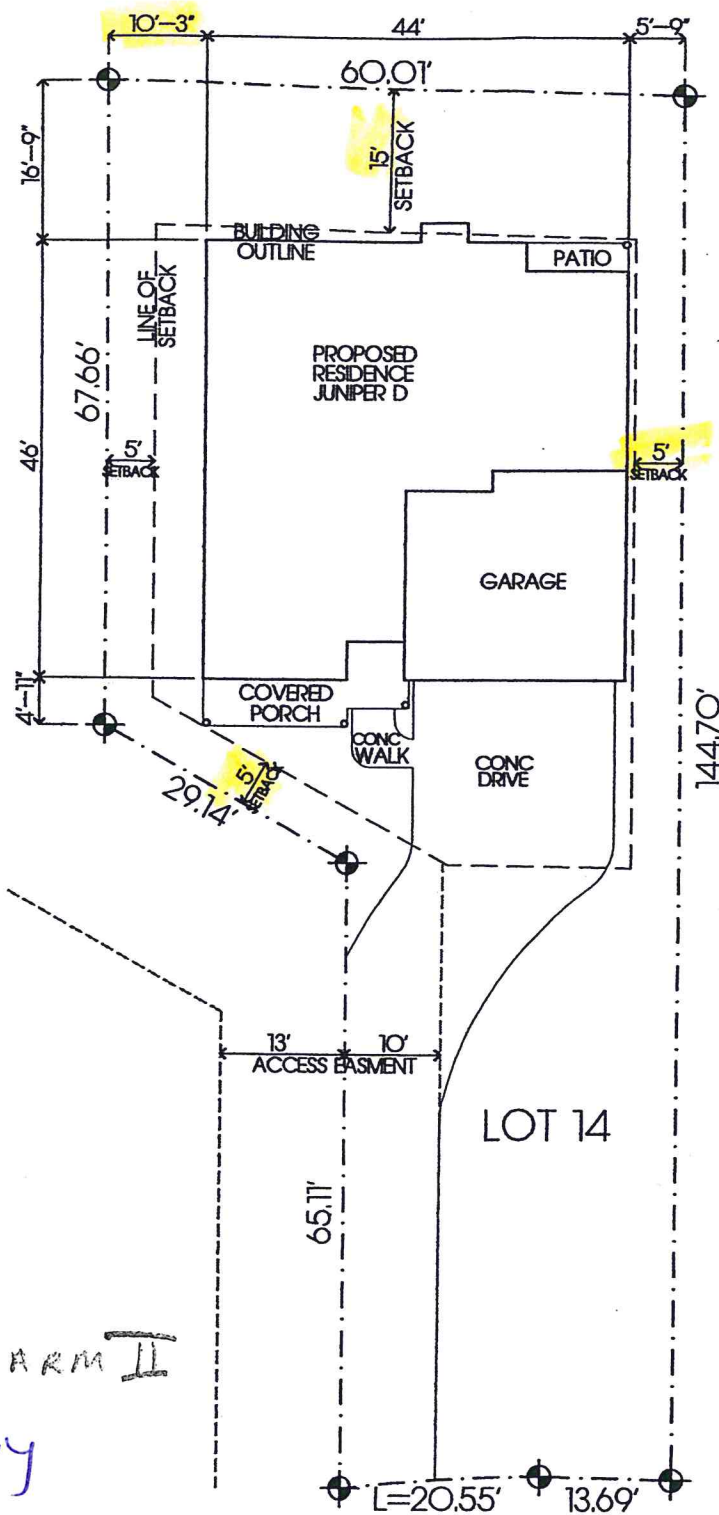 10'-3"
44'
5'-9"
60.01'
16'-9"
15'
SETBACK
BUILDING
OUTLINE
PATIO
LINE OF
SETBACK
PROPOSED
RESIDENCE
JUNIPER D
67.66'
46'
5'
SETBACK
5'
SETBACK
GARAGE
4'-11"
COVERED
PORCH
CONC
WALK
CONC
DRIVE
144.70'
5'
SETBACK
29.14'
13'
10'
ACCESS EASMENT
LOT 14
65.11'
ARM II
y
L=20.55'
13.69'